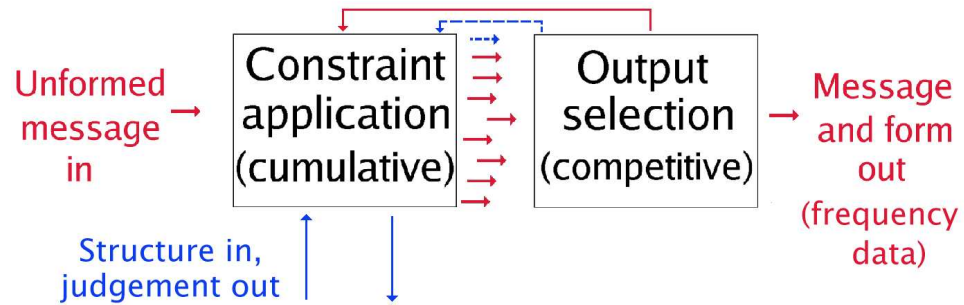 Unformed
message
in
Constraint
application
(cumulative)
Output
selection
(competitive)
Message
and form
out
(frequency
data)
Structure in,
judgement out